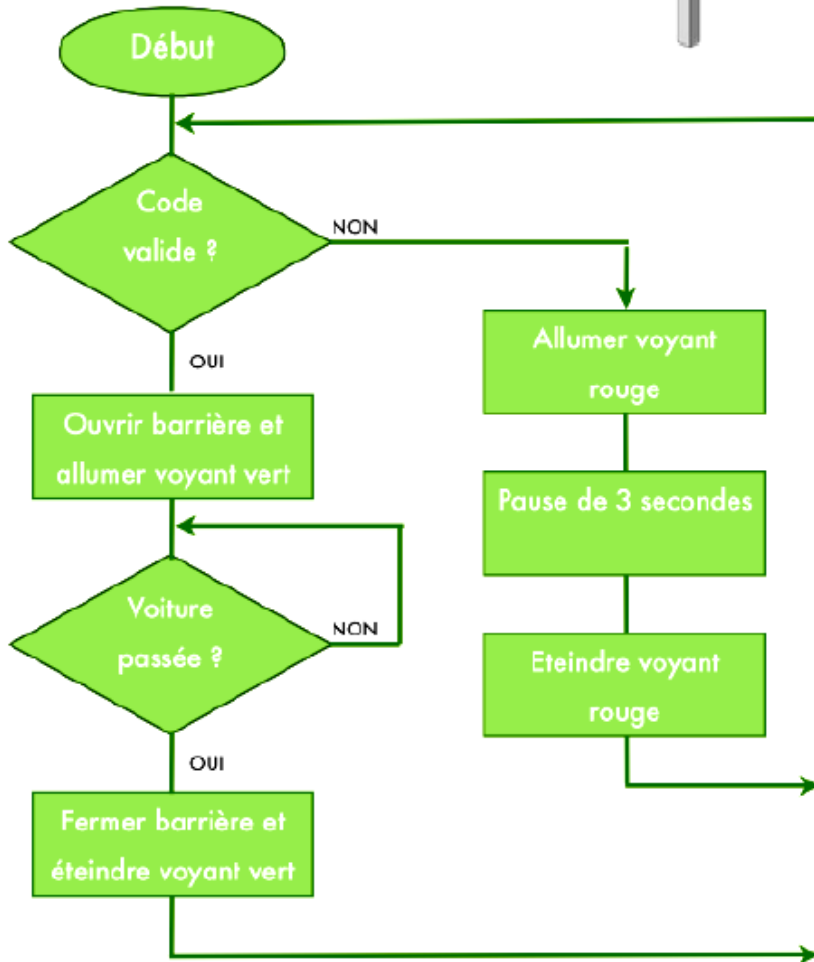 Début
Code
valide ?
NON
OUI
Ouvrir barrière et
allumer voyant vert
Voiture
passée ?
NON
OUI
Fermer barrière et
éteindre voyant vert
Allumer voyant
rouge
Pause de 3 secondes
Eteindre voyant
rouge